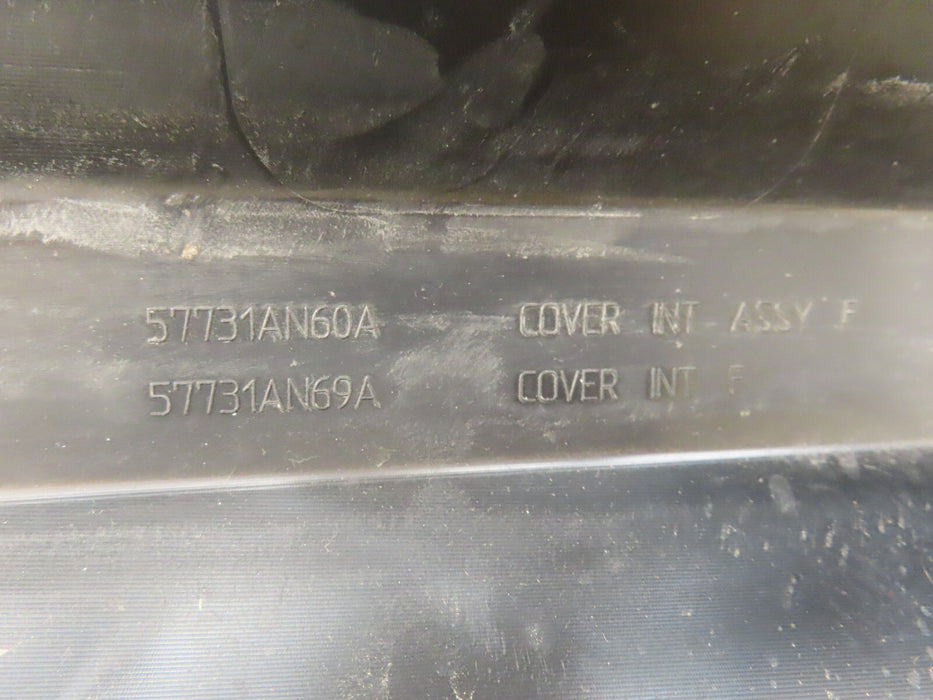 57731AN60A COVER INT ASSY F
57731AN69A COVER INT F